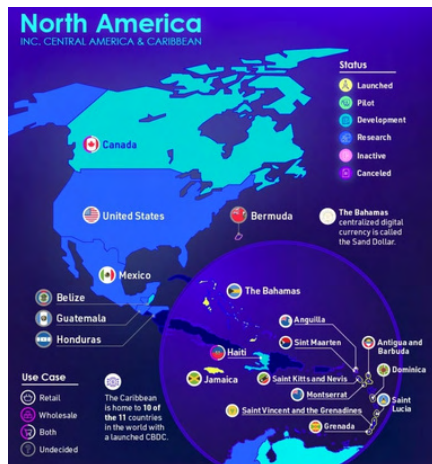 North America
INC. CENTRAL AMERICA & CARIBBEAN
Status
Launched
Pilot
Development
Research
Inactive
Canceled
Canada
United States
Bermuda
The Bahamas
centralized digital
currency is called
the Sand Dollar.
Mexico
Belize
Guatemala
Honduras
The Bahamas
Anguilla
Sint Maarten
Antigua and
Barbuda
Haiti
Dominica
Jamaica
Saint Kitts and Nevis
Montserrat
Saint
Lucia
Saint Vincent and the Grenadines
Grenada
Use Case
Retail
Wholesale
Both
Undecided
The Caribbean
is home to 10 of
the 11 countries
in the world with
a launched CBDC.